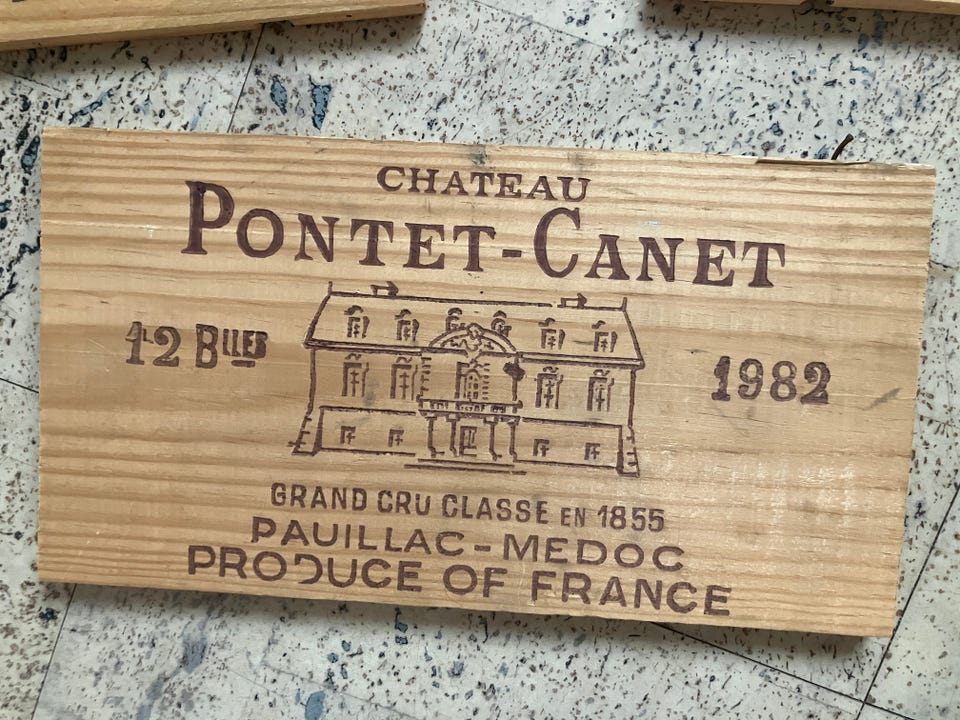 CHATEAU
PONTET-CANET
12 Blles
1982
GRAND CRU CLASSE EN 1855
PAUILLAC-MEDOC
PRODUCE OF FRANCE